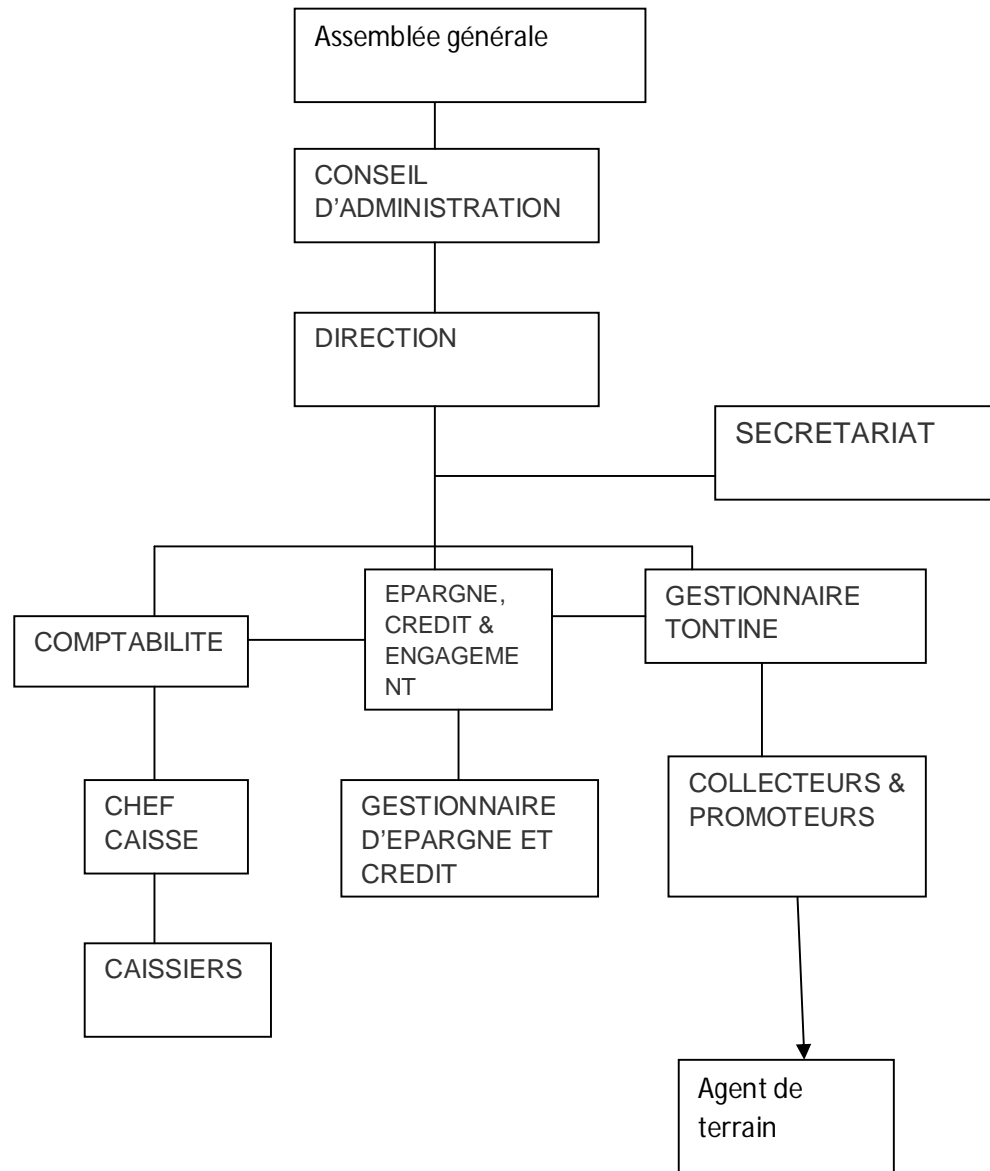 Assemblée générale
CONSEIL
D'ADMINISTRATION
DIRECTION
SECRETARIAT
COMPTABILITE
EPARGNE,
CREDIT &
ENGAGEME
NT
GESTIONNAIRE
TONTINE
CHEF
CAISSE
GESTIONNAIRE
D'EPARGNE ET
CREDIT
COLLECTEURS &
PROMOTEURS
CAISSIERS
Agent de
terrain